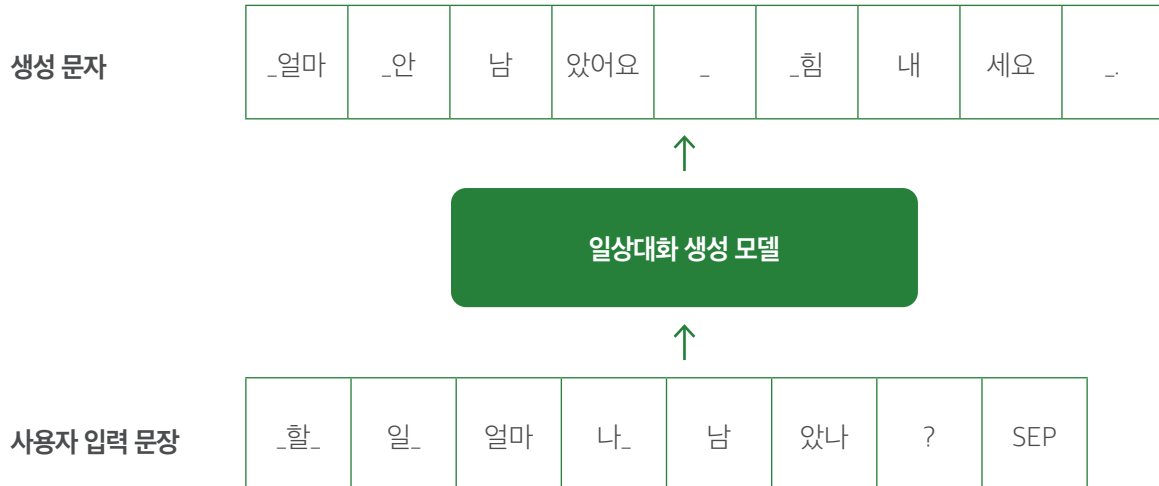 생성 문자 _얼마 _안 남 았어요 _ _힘 내 세요 _.
일상대화 생성 모델
사용자 입력 문장 _할_ 일_ 얼마 나_ 남 았나 ? SEP